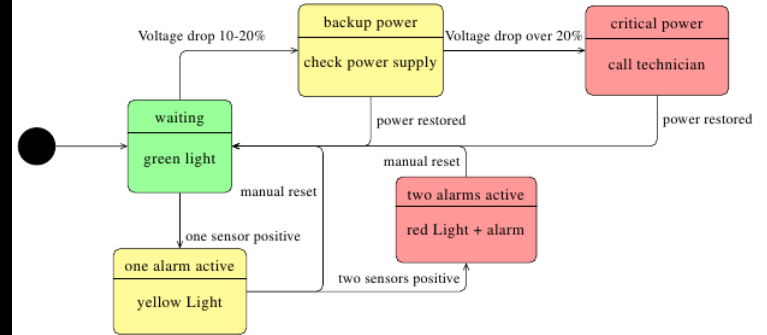 backup power
critical power
Voltage drop 10-20%
Voltage drop over 20%
check power supply
call technician
waiting
power restored
power restored
green light
manual reset
manual reset
two alarms active
one sensor positive
red Light + alarm
one alarm active
two sensors positive
yellow Light